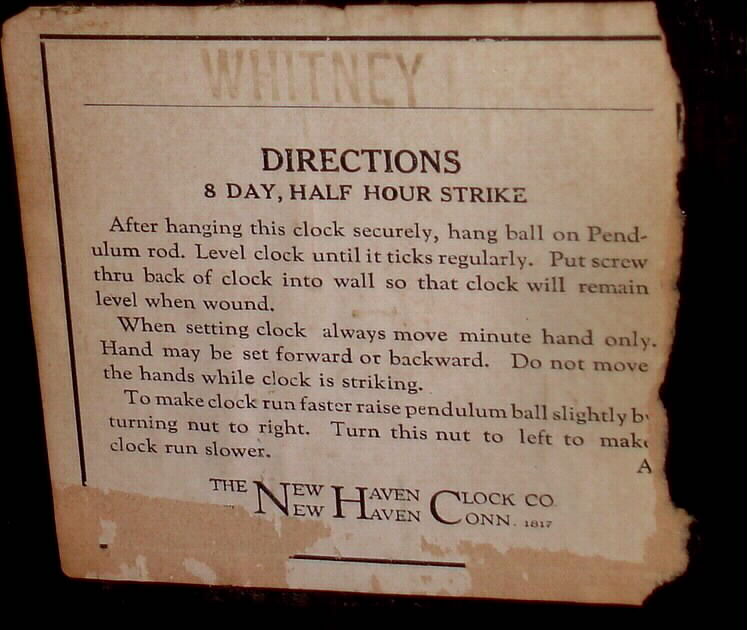 WHITNEY
DIRECTIONS
8 DAY, HALF HOUR STRIKE
After hanging this clock securely, hang ball on Pend-
ulum rod. Level clock until it ticks regularly. Put screw
thru back of clock into wall so that clock will remain
level when wound.
When setting clock always move minute hand only.
Hand may be set forward or backward. Do not move
the hands while clock is striking.
To make clock run faster raise pendulum ball slightly
turning nut to right. Turn this nut to left to
clock run slower.
A
THE NEW HAVEN CLOCK CO
NEW HAVEN CONN. 1817